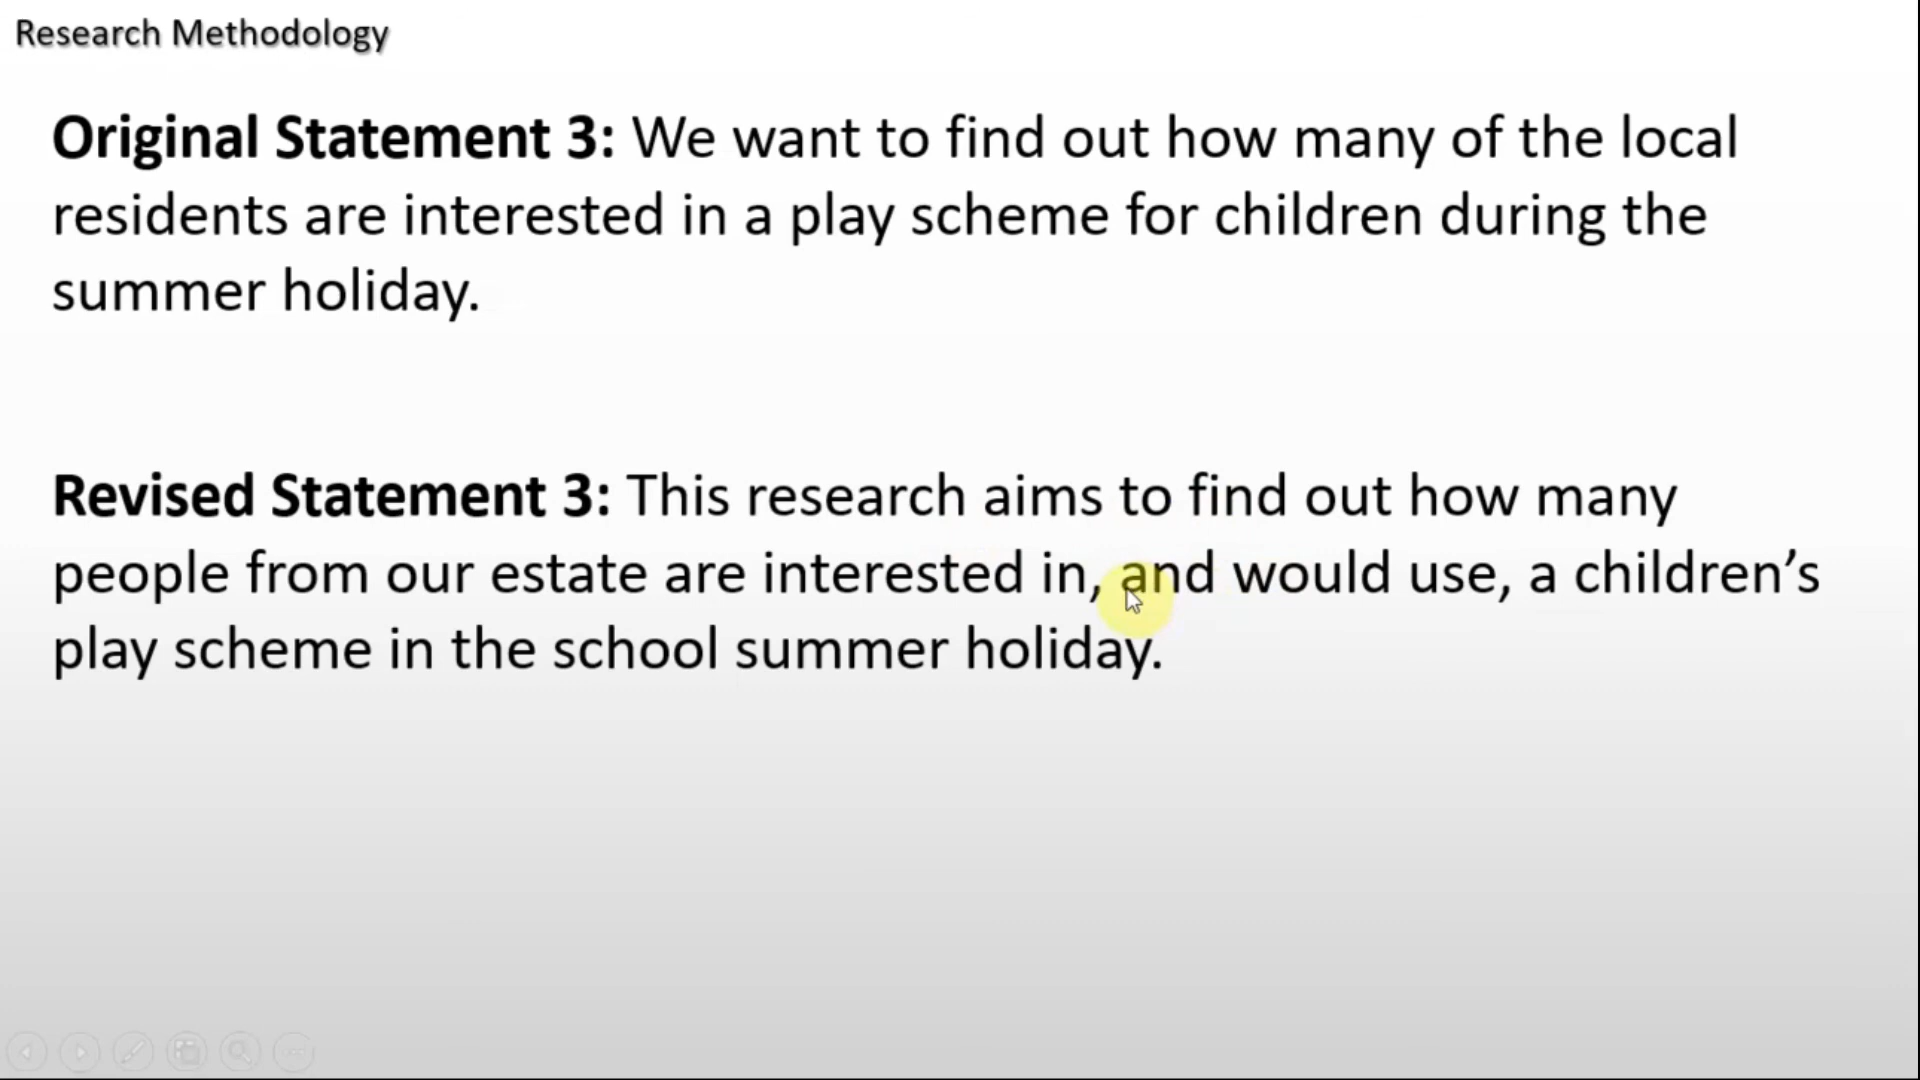 Research Methodology
Original Statement 3: We want to find out how many of the local
residents are interested in a play scheme for children during the
summer holiday.
Revised Statement 3: This research aims to find out how many
people from our estate are interested in, and would use, a children’s
play scheme in the school summer holiday.